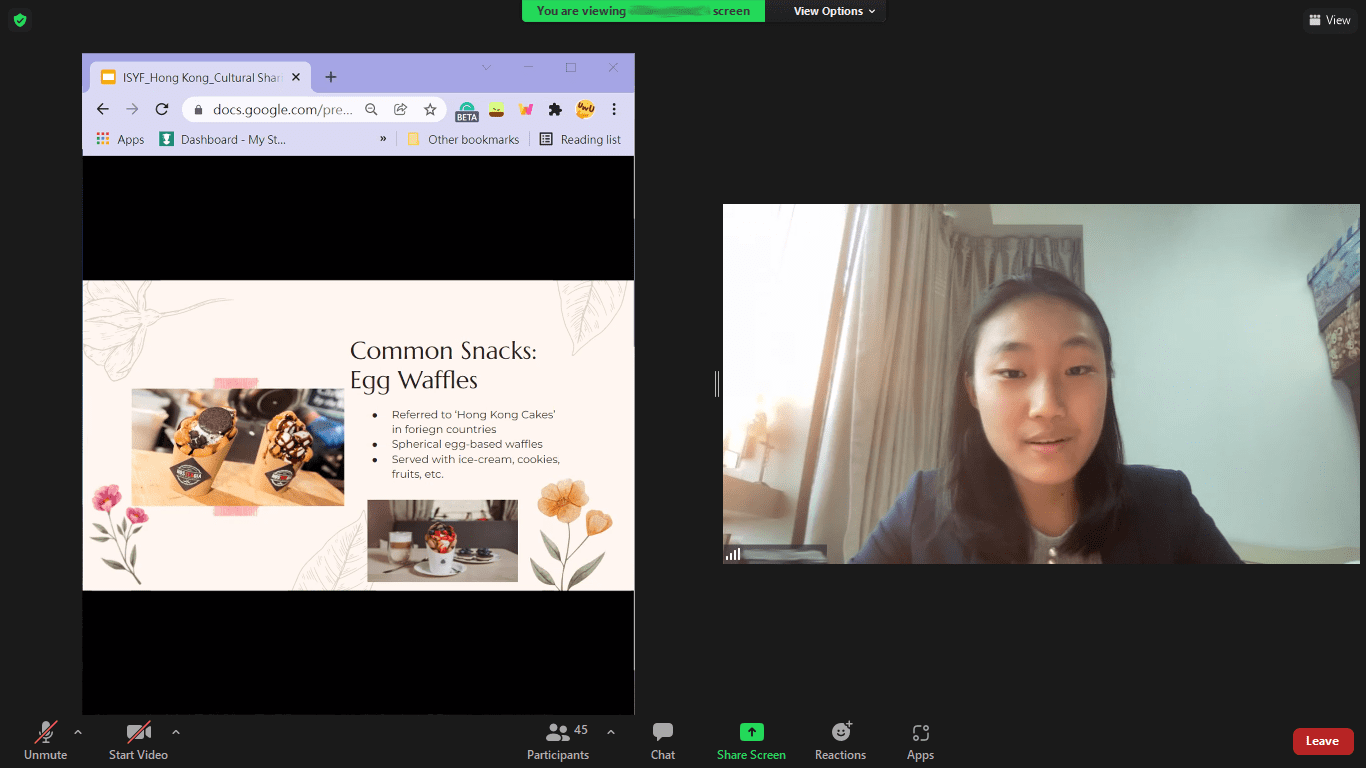 You are viewing screen
View Options
View
ISYF_Hong Kong_Cultural Shar
docs.google.com/pre...
BETA
UwU
Apps
Dashboard - My St...
»
Other bookmarks
Reading list
Common Snacks:
Egg Waffles
● Referred to ‘Hong Kong Cakes’
in foriegn countries
● Spherical egg-based waffles
● Served with ice-cream, cookies,
fruits, etc.
Unmute
Start Video
45
Participants
Chat
Share Screen
Reactions
Apps
Leave